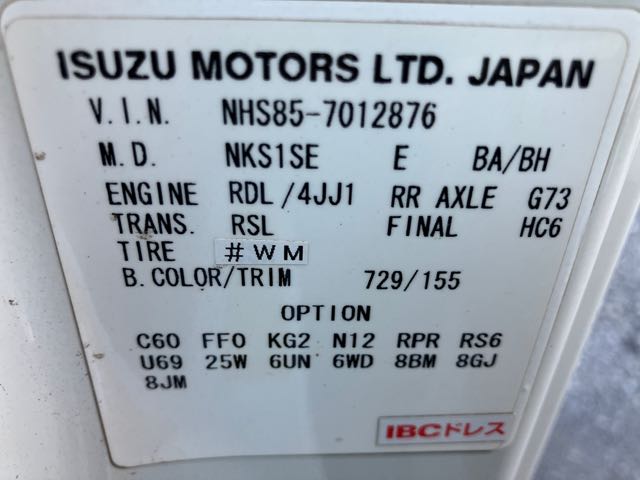 ISUZU MOTORS LTD. JAPAN
V.I.N. NHS85-7012876
M.D. NKS1SE E BA/BH
ENGINE RDL/4JJ1 RR AXLE G73
TRANS. RSL FINAL HC6
TIRE #WM
B.COLOR/TRIM 729/155
OPTION
C60 FF0 KG2 N12 RPR RS6
U69 25W 6UN 6WD 8BM 8GJ
8JM
IBCドレス